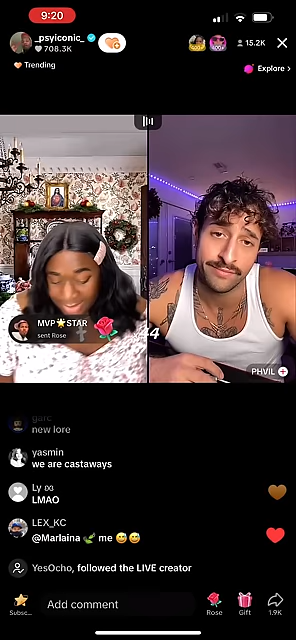 9:20
_psyiconic_
708.3K
15.2K
Trending
Explore >
MVP🌟STAR
sent Rose
PHVIL
garc
new lore
yasmin
we are castaways
Ly
LMAO
LEX_KC
@Marlaina 🌿 me 😅😅
YesOcho, followed the LIVE creator
Subsc...
Add comment
Rose
Gift
1.9K